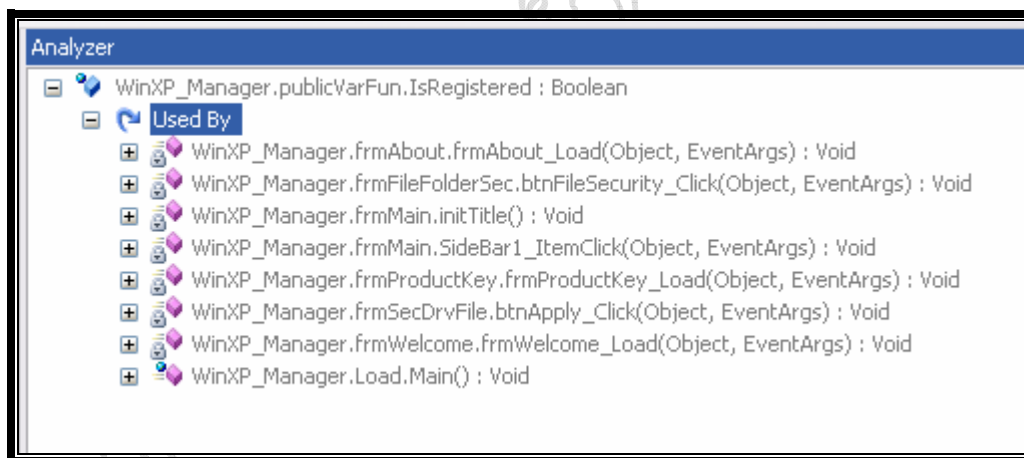 Analyzer
WinXP_Manager.publicVarFun.IsRegistered : Boolean
Used By
WinXP_Manager.frmAbout.frmAbout_Load(Object, EventArgs) : Void
WinXP_Manager.frmFileFolderSec.btnFileSecurity_Click(Object, EventArgs) : Void
WinXP_Manager.frmMain.initTitle() : Void
WinXP_Manager.frmMain.SideBar1_ItemClick(Object, EventArgs) : Void
WinXP_Manager.frmProductKey.frmProductKey_Load(Object, EventArgs) : Void
WinXP_Manager.frmSecDrvFile.btnApply_Click(Object, EventArgs) : Void
WinXP_Manager.frmWelcome.frmWelcome_Load(Object, EventArgs) : Void
WinXP_Manager.Load.Main() : Void